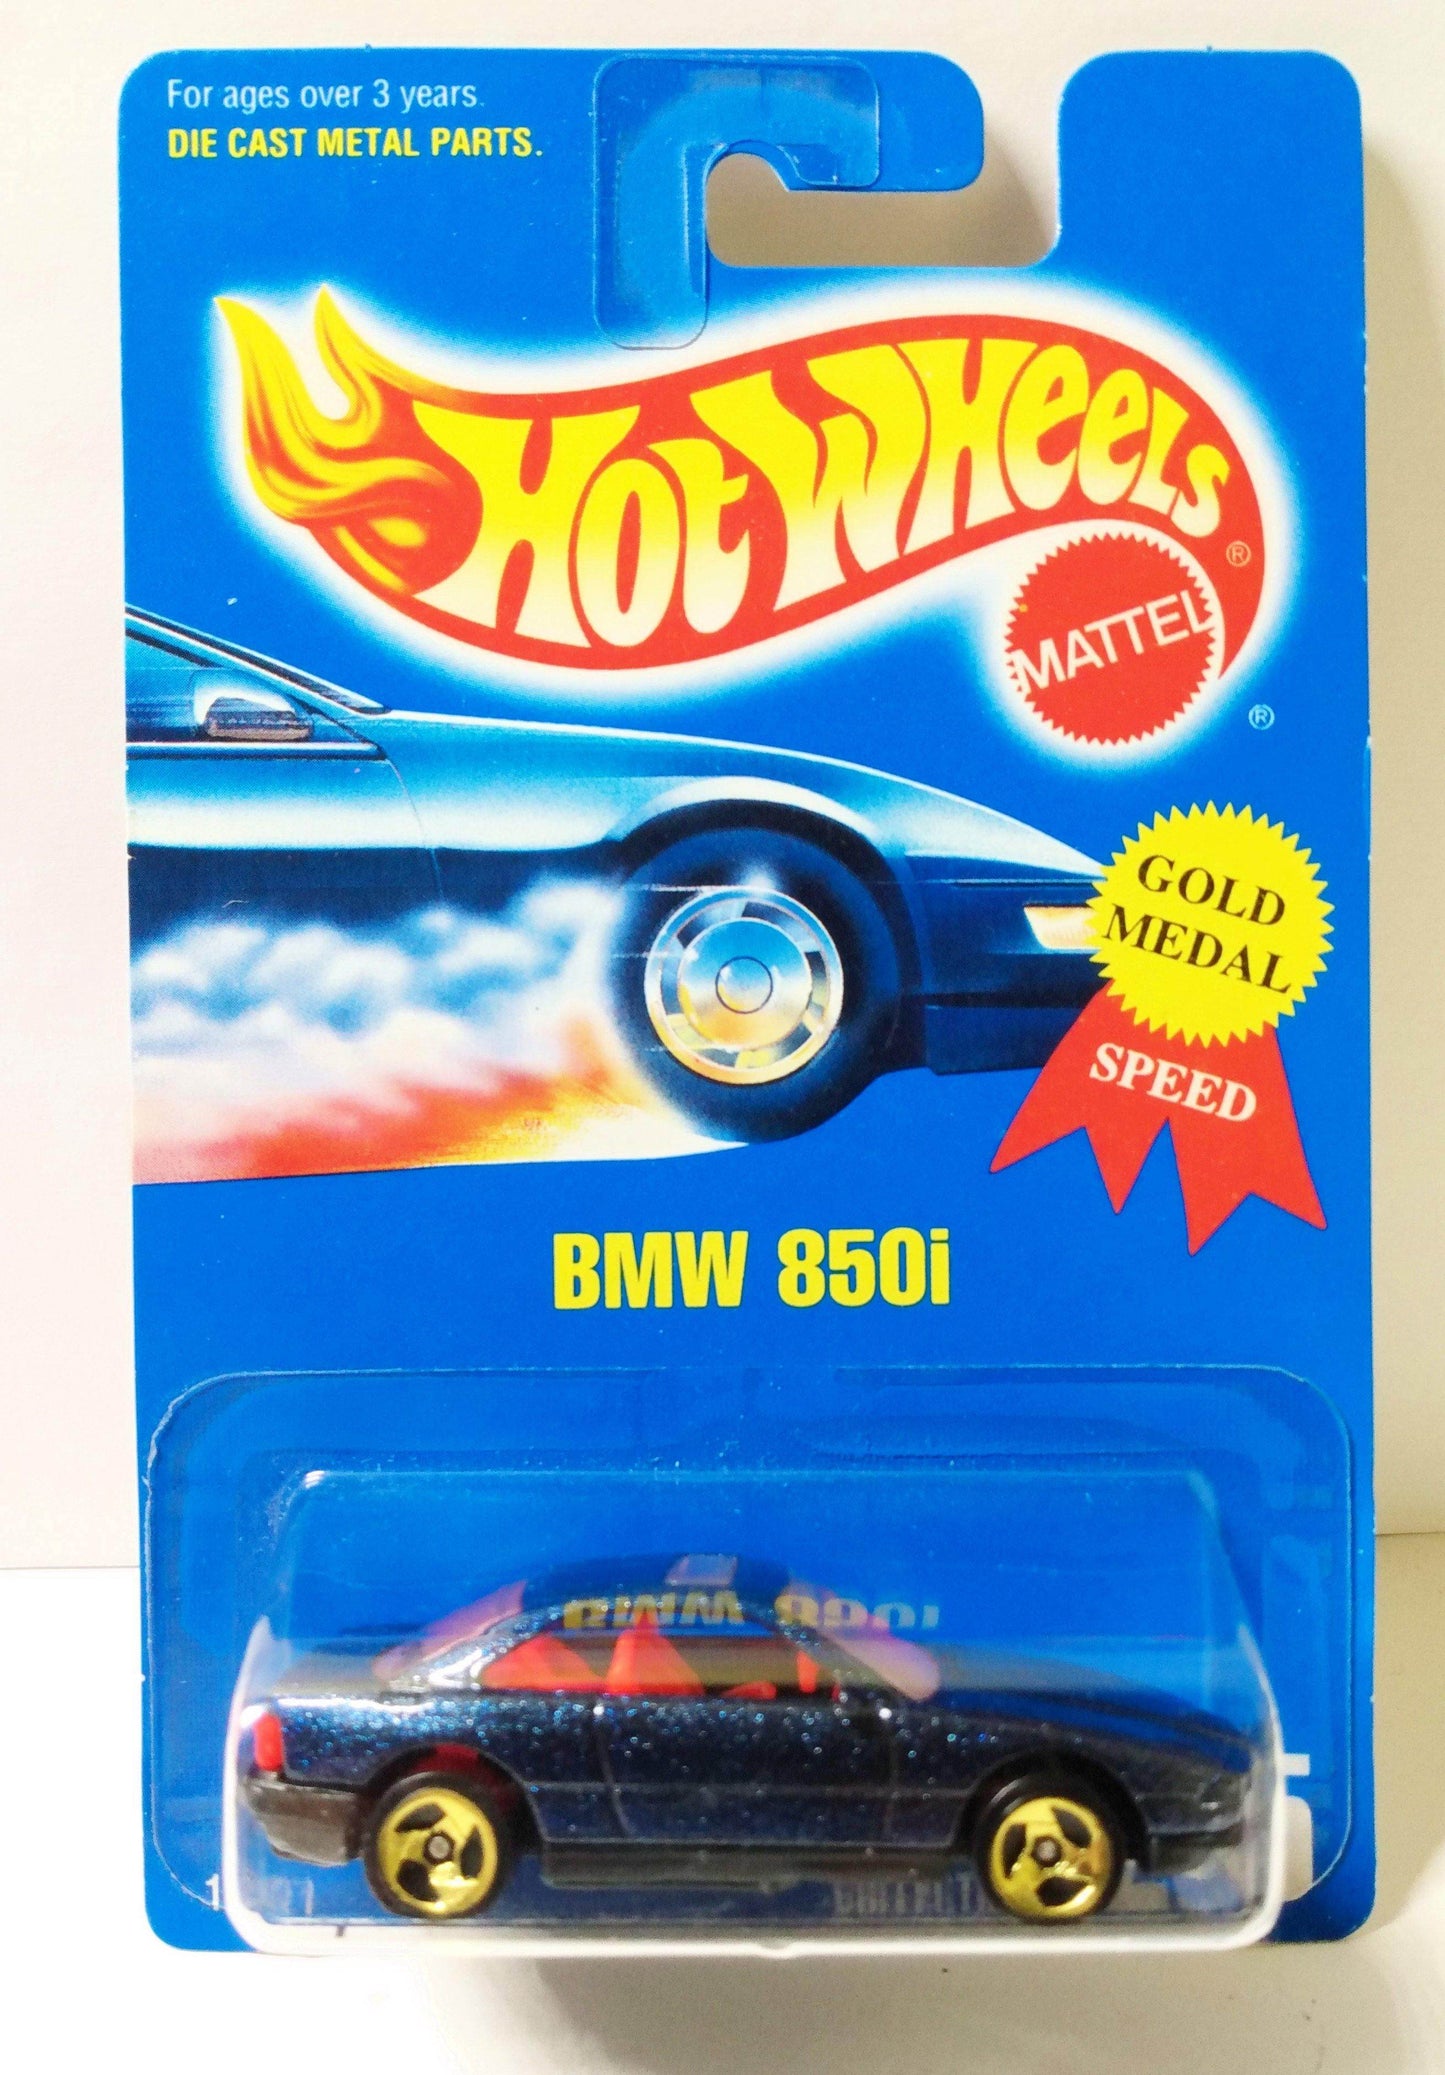 For ages over 3 years.
DIE CAST METAL PARTS.
Hot Wheels ®
MATTEL
®
GOLD
MEDAL
SPEED
BMW 850i